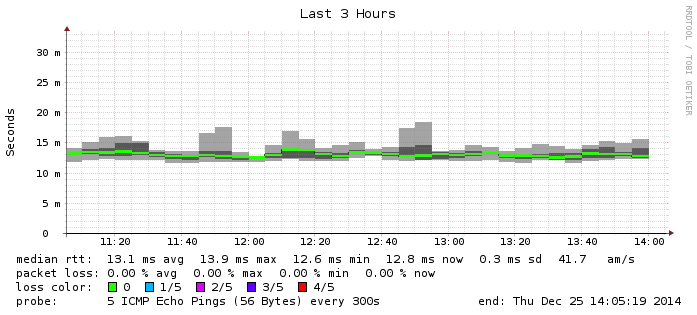 Last 3 Hours
RRDTOOL / TOBI OETIKER
Seconds
30 m
25 m
20 m
15 m
10 m
5 m
0
11:20 11:40 12:00 12:20 12:40 13:00 13:20 13:40 14:00
median rtt: 13.1 ms avg 13.9 ms max 12.6 ms min 12.8 ms now 0.3 ms sd 41.7 am/s
packet loss: 0.00 % avg 0.00 % max 0.00 % min 0.00 % now
loss color: 0 1/5 2/5 3/5 4/5
probe: 5 ICMP Echo Pings (56 Bytes) every 300s end: Thu Dec 25 14:05:19 2014